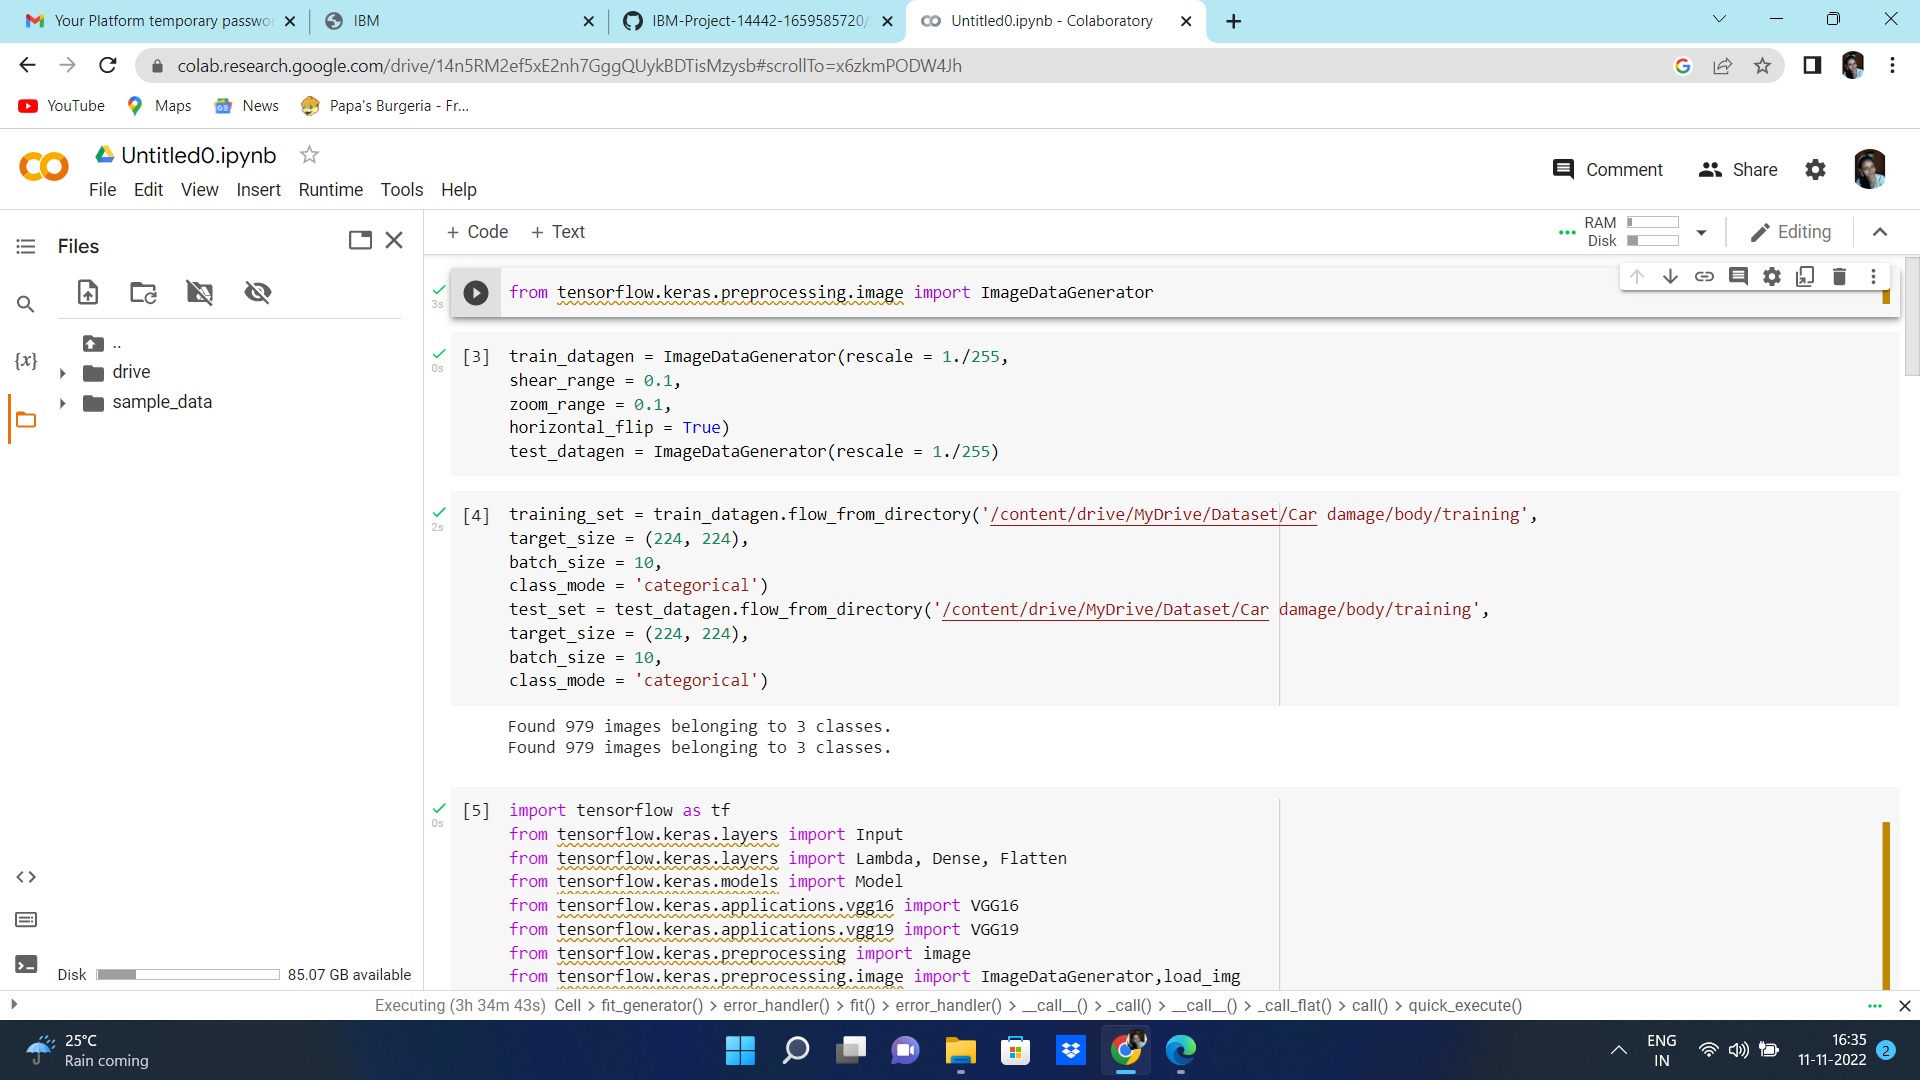 Your Platform temporary passwo
IBM
IBM-Project-14442-1659585720/
Untitled0.ipynb - Colaboratory
colab.research.google.com/drive/14n5RM2ef5xE2nh7GggQUykBDTisMzysb#scrollTo=x6zkmPODW4Jh
YouTube
Maps
News
Papa's Burgeria - Fr...
Untitled0.ipynb
File Edit View Insert Runtime Tools Help
Comment
Share
Files
+ Code + Text
RAM
Disk
Editing
..
drive
sample_data
3s
from tensorflow.keras.preprocessing.image import ImageDataGenerator
0s
[3] train_datagen = ImageDataGenerator(rescale = 1./255,
shear_range = 0.1,
zoom_range = 0.1,
horizontal_flip = True)
test_datagen = ImageDataGenerator(rescale = 1./255)
2s
[4] training_set = train_datagen.flow_from_directory('/content/drive/MyDrive/Dataset/Car damage/body/training',
target_size = (224, 224),
batch_size = 10,
class_mode = 'categorical')
test_set = test_datagen.flow_from_directory('/content/drive/MyDrive/Dataset/Car damage/body/training',
target_size = (224, 224),
batch_size = 10,
class_mode = 'categorical')
Found 979 images belonging to 3 classes.
Found 979 images belonging to 3 classes.
0s
[5] import tensorflow as tf
from tensorflow.keras.layers import Input
from tensorflow.keras.layers import Lambda, Dense, Flatten
from tensorflow.keras.models import Model
from tensorflow.keras.applications.vgg16 import VGG16
from tensorflow.keras.applications.vgg19 import VGG19
from tensorflow.keras.preprocessing import image
from tensorflow.keras.preprocessing.image import ImageDataGenerator,load_img
Disk 85.07 GB available
Executing (3h 34m 43s) Cell > fit_generator() > error_handler() > fit() > error_handler() > __call__() > _call() > __call__() > _call_flat() > call() > quick_execute()
25°C
Rain coming
ENG
IN
16:35
11-11-2022
2